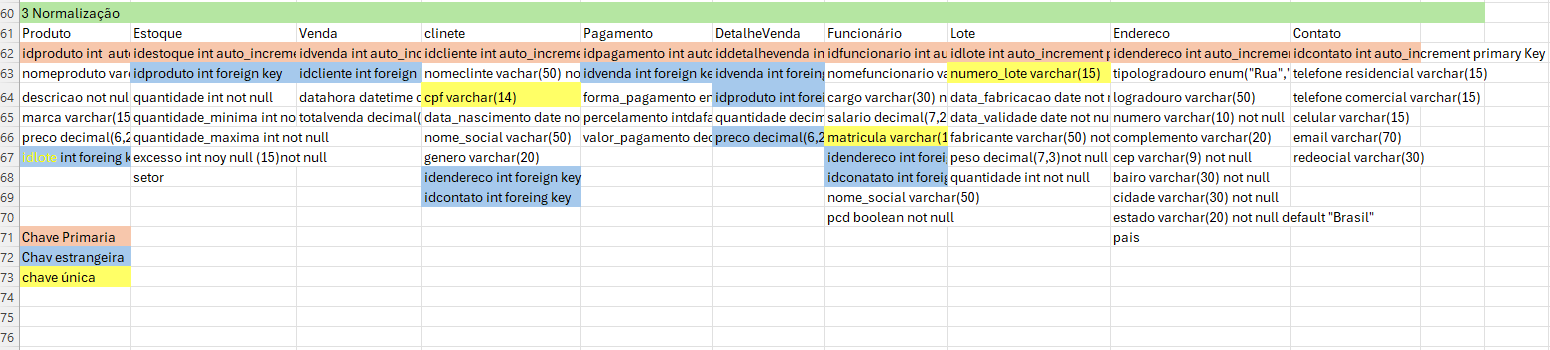 60 3 Normalização
61 Produto Estoque Venda clinete Pagamento DetalheVenda Funcionário Lote Endereco Contato
62 idproduto int auto idestoque int auto_increme idvenda int auto_inc idcliente int auto_increme idpagamento int auto iddetalhevenda in idfuncionario int au idlote int auto_increment p idendereco int auto_increme idcontato int auto_increment primary Key
63 nomeproduto varc idproduto int foreign key idcliente int foreign nomeclinte vachar(50) no idvenda int foreign ke idvenda int foreing nomefuncionario va numero_lote varchar(15) tipologradouro enum("Rua", telefone residencial varchar(15)
64 descricao not nul quantidade int not null datahora datetime d cpf varchar(14) forma_pagamento en idproduto int forei cargo varchar(30) n data_fabricacao date not logradouro varchar(50) telefone comercial varchar(15)
65 marca varchar(15 quantidade_minima int no totalvenda decimal( data_nascimento date no percelamento intdafa quantidade decim salario decimal(7,2 data_validade date not nu numero varchar(10) not null celular varchar(15)
66 preco decimal(6,2 quantidade_maxima int not null nome_social varchar(50) valor_pagamento dec preco decimal(6,2 matricula varchar(1 fabricante varchar(50) not complemento varchar(20) email varchar(70)
67 idlote int foreing k excesso int noy null (15)not null genero varchar(20) idendereco int forei peso decimal(7,3)not null cep varchar(9) not null redeocial varchar(30)
68 setor idendereco int foreign key idconatato int foreig quantidade int not null bairo varchar(30) not null
69 idcontato int foreing key nome_social varchar(50) cidade varchar(30) not null
70 pcd boolean not null estado varchar(20) not null default "Brasil"
71 Chave Primaria pais
72 Chav estrangeira
73 chave única
74
75
76